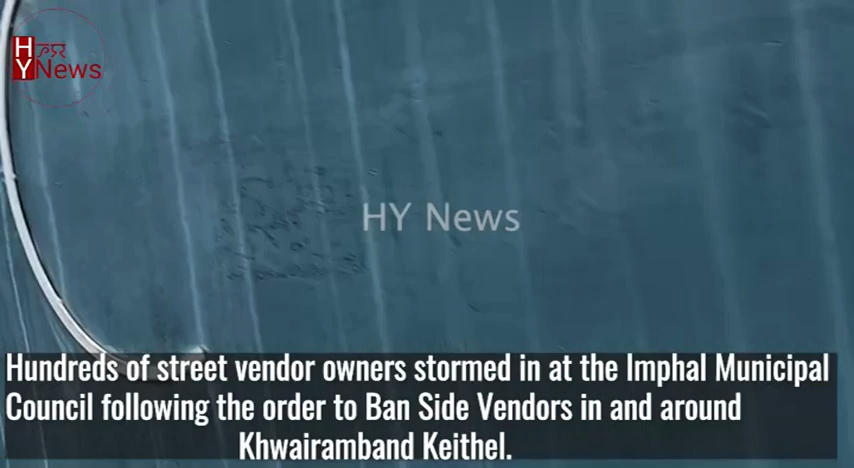 H
Y News
HY News
Hundreds of street vendor owners stormed in at the Imphal Municipal
Council following the order to Ban Side Vendors in and around
Khwairamband Keithel.